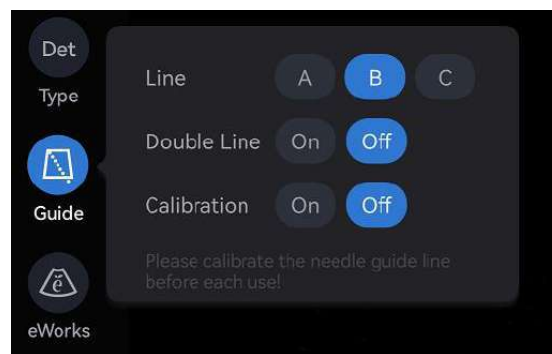 Det
Type
Line A B C
Double Line On Off
Guide
Calibration On Off
Please calibrate the needle guide line
before each use!
ë
eWorks